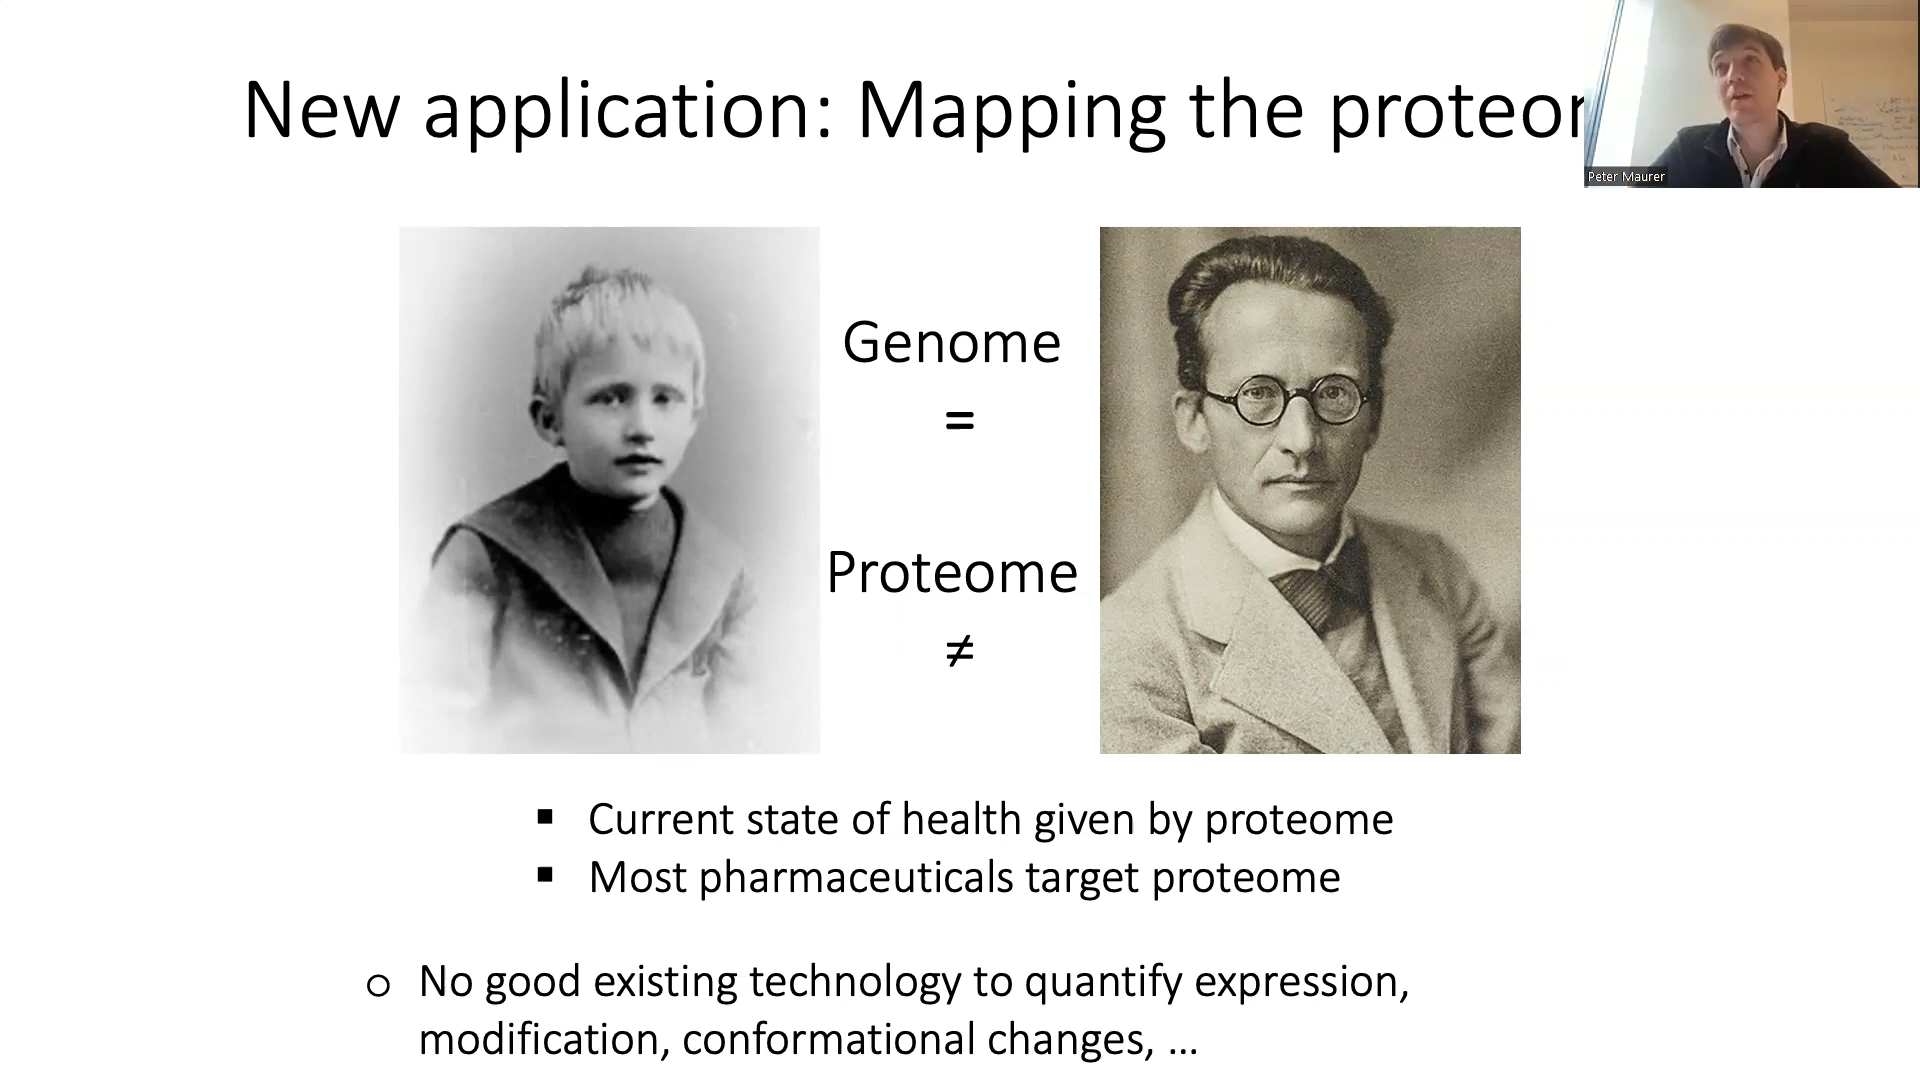 New application: Mapping the proteo
Peter Maurer
Genome
=
Proteome
≠
▪ Current state of health given by proteome
▪ Most pharmaceuticals target proteome
○ No good existing technology to quantify expression,
modification, conformational changes, ...